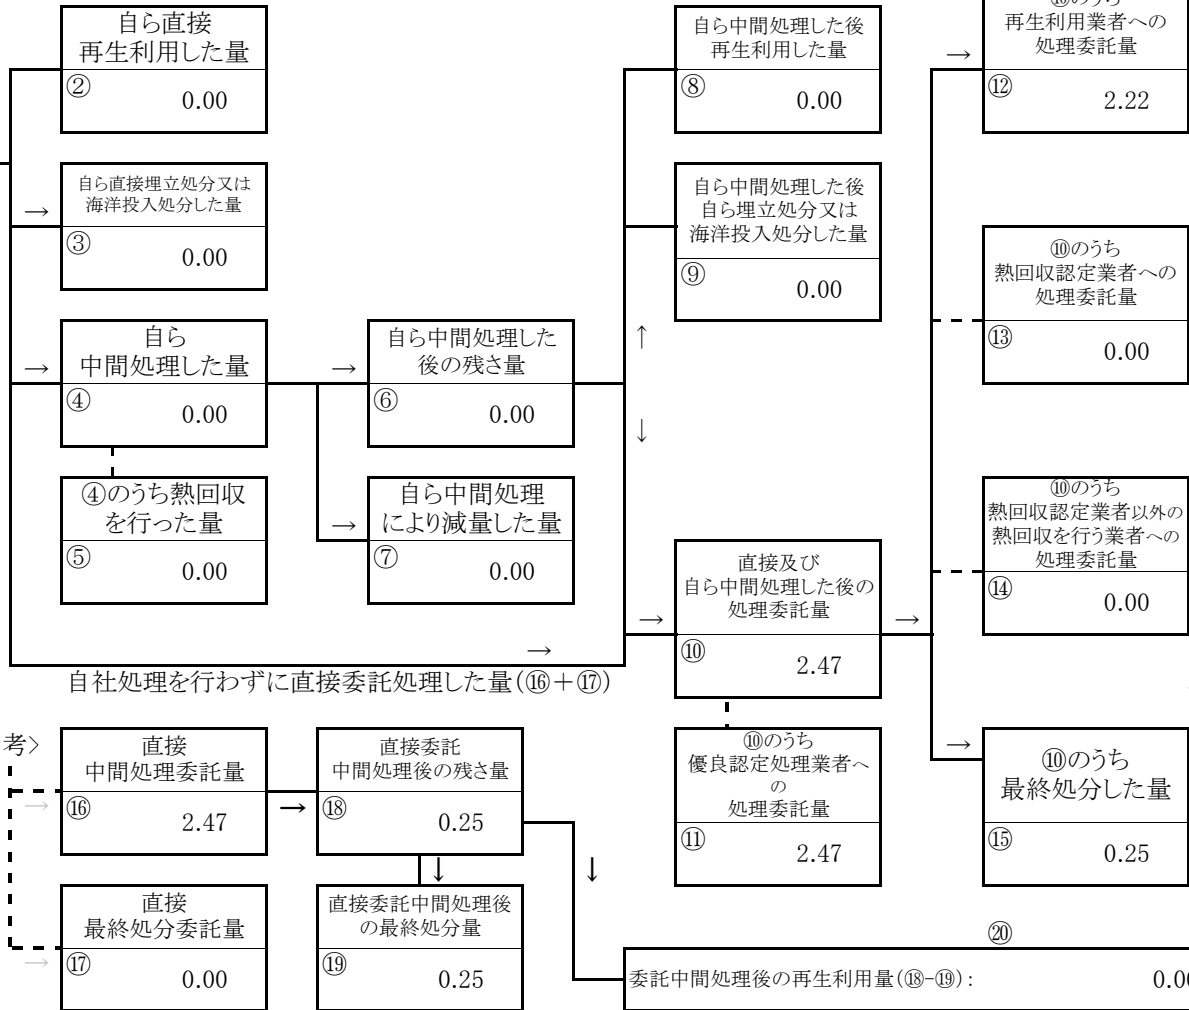 自ら直接
再生利用した量
②
0.00
自ら直接埋立処分又は
海洋投入処分した量
→
③
0.00
自ら
中間処理した量
→
④
0.00
④のうち熱回収
を行った量
⑤
0.00
自ら中間処理した
後の残さ量
→
⑥
0.00
自ら中間処理
により減量した量
→
⑦
0.00
自ら中間処理した後
再生利用した量
⑧
0.00
自ら中間処理した後
自ら埋立処分又は
海洋投入処分した量
⑨
0.00
↑
↓
直接及び
自ら中間処理した後の
処理委託量
→
⑩
2.47
⑩のうち
優良認定処理業者へ
の
処理委託量
⑪
2.47
→
⑩のうち
再生利用業者への
処理委託量
→
⑫
2.22
⑩のうち
熱回収認定業者への
処理委託量
⑬
0.00
⑩のうち
熱回収認定業者以外の
熱回収を行う業者への
処理委託量
⑭
0.00
→
⑩のうち
最終処分した量
⑮
0.25
→
自社処理を行わずに直接委託処理した量(⑯+⑰)
考>
直接
中間処理委託量
→
⑯
2.47
直接
最終処分委託量
→
⑰
0.00
直接委託
中間処理後の残さ量
→
⑱
0.25
↓
直接委託中間処理後
の最終処分量
⑲
0.25
↓
⑳
委託中間処理後の再生利用量(⑱-⑲):